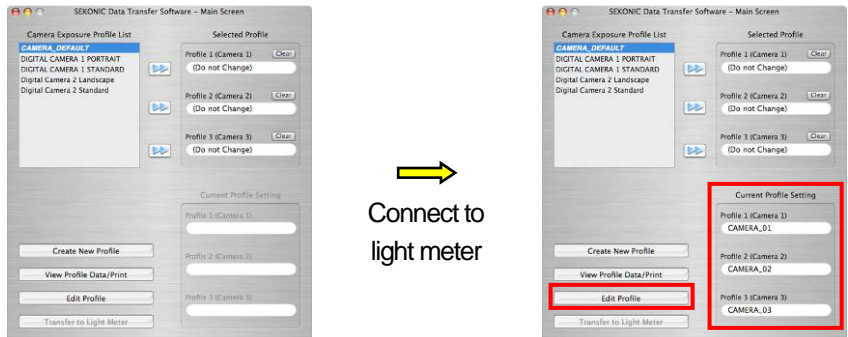 SEKONIC Data Transfer Software – Main Screen
Camera Exposure Profile List
Selected Profile
CAMERA_DEFAULT
DIGITAL CAMERA 1 PORTRAIT
DIGITAL CAMERA 1 STANDARD
Digital Camera 2 Landscape
Digital Camera 2 Standard
Profile 1 (Camera 1)
Clear
(Do not Change)
Profile 2 (Camera 2)
Clear
(Do not Change)
Profile 3 (Camera 3)
Clear
(Do not Change)
Current Profile Setting
Profile 1 (Camera 1)
Profile 2 (Camera 2)
Profile 3 (Camera 3)
Create New Profile
View Profile Data/Print
Edit Profile
Transfer to Light Meter
Connect to
light meter
SEKONIC Data Transfer Software – Main Screen
Camera Exposure Profile List
Selected Profile
CAMERA_DEFAULT
DIGITAL CAMERA 1 PORTRAIT
DIGITAL CAMERA 1 STANDARD
Digital Camera 2 Landscape
Digital Camera 2 Standard
Profile 1 (Camera 1)
Clear
(Do not Change)
Profile 2 (Camera 2)
Clear
(Do not Change)
Profile 3 (Camera 3)
Clear
(Do not Change)
Current Profile Setting
Profile 1 (Camera 1)
CAMERA_01
Profile 2 (Camera 2)
CAMERA_02
Profile 3 (Camera 3)
CAMERA_03
Create New Profile
View Profile Data/Print
Edit Profile
Transfer to Light Meter